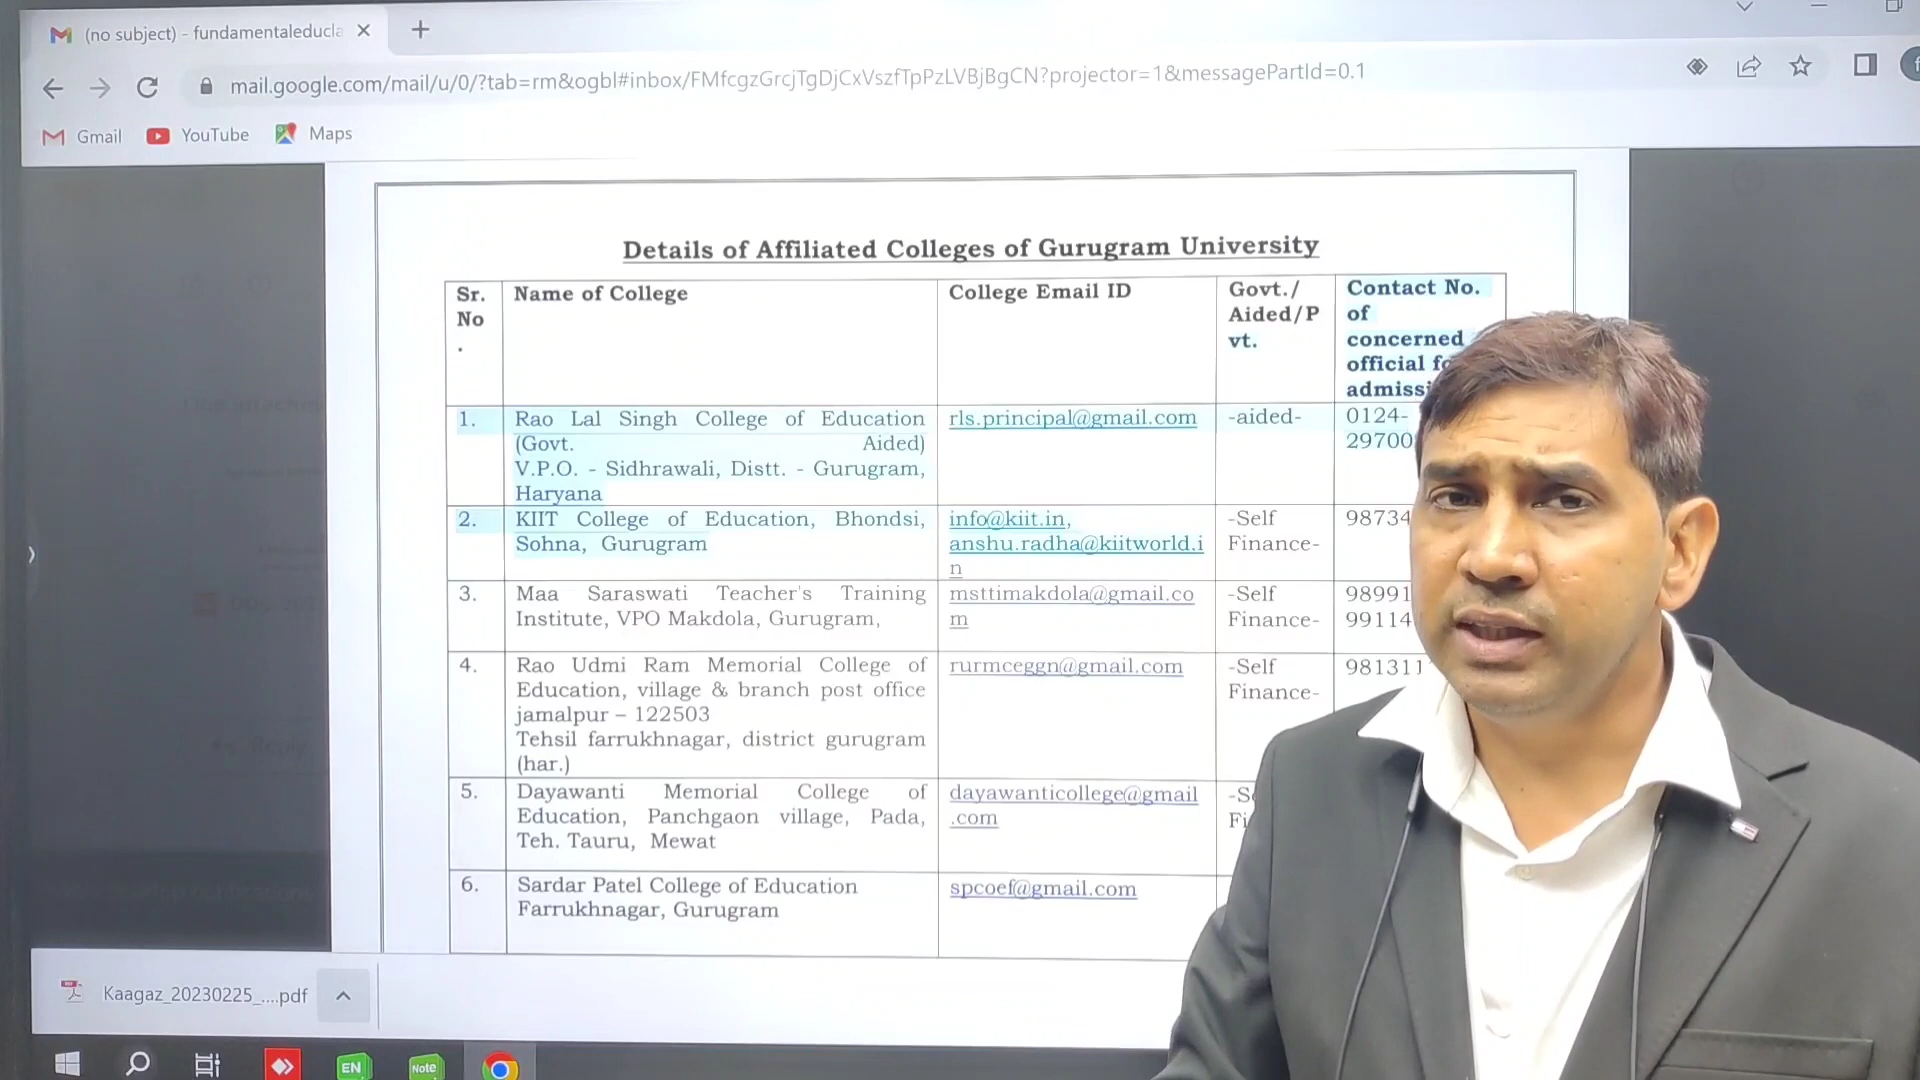 (no subject) - fundamentaleducla
mail.google.com/mail/u/0/?tab=rm&ogbl#inbox/FMfcgzGrcjTgDjCxVszfTpPzLVBjBgCN?projector=1&messagePartId=0.1
Gmail YouTube Maps
Details of Affiliated Colleges of Gurugram University
Sr. No .
Name of College
College Email ID
Govt./ Aided/P vt.
Contact No.
of
concerned
official
1.
Rao Lal Singh College of Education
(Govt. Aided)
V.P.O. - Sidhrawali, Distt. - Gurugram,
Haryana
rls.principal@gmail.com
-aided-
0124-
29700
2.
KIIT College of Education, Bhondsi,
Sohna, Gurugram
info@kiit.in,
anshu.radha@kiitworld.i
n
-Self
Finance-
98734
3.
Maa Saraswati Teacher's Training
Institute, VPO Makdola, Gurugram,
msttimakdola@gmail.co
m
-Self
Finance-
98991
99114
4.
Rao Udmi Ram Memorial College of
Education, village & branch post office
jamalpur – 122503
Tehsil farrukhnagar, district gurugram
(har.)
rurmceggn@gmail.com
-Self
Finance-
981311
5.
Dayawanti Memorial College of
Education, Panchgaon village, Pada,
Teh. Tauru, Mewat
dayawanticollege@gmail
.com
6.
Sardar Patel College of Education
Farrukhnagar, Gurugram
spcoef@gmail.com
Kaagaz_20230225_....pdf
EN
Note